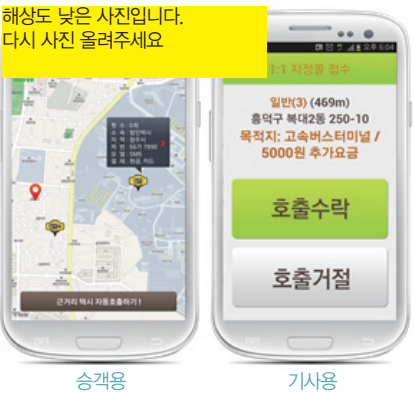 해상도 낮은 사진입니다.
다시 사진 올려주세요
오후 6:04
1:1 지정콜 접수
일반(3) (469m)
흥덕구 복대2동 250-10
목적지: 고속버스터미널 /
5000원 추가요금
호출수락
호출거절
근거리 택시 자동호출하기 !
승객용
기사용